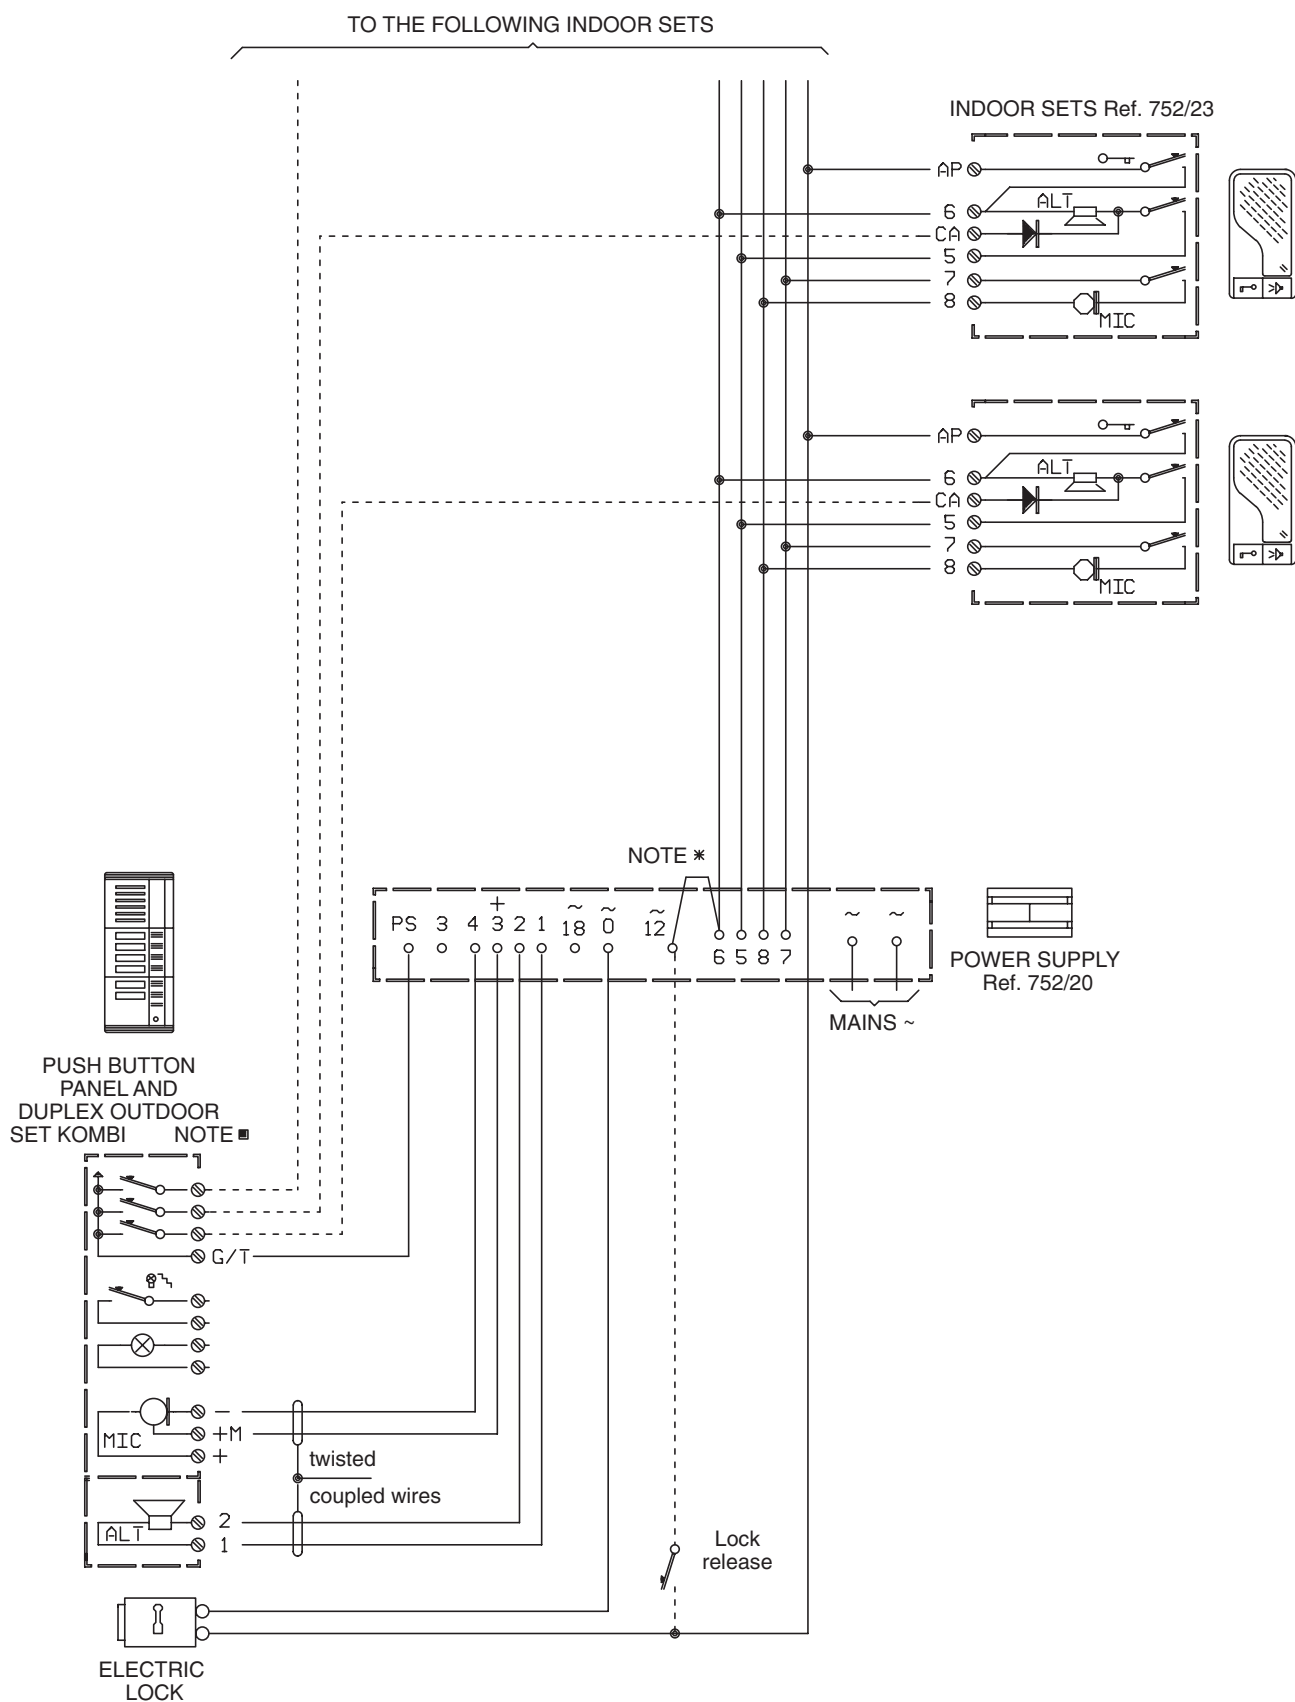 TO THE FOLLOWING INDOOR SETS
INDOOR SETS Ref. 752/23
AP
6
ALT
CA
5
7
8
MIC
AP
6
ALT
CA
5
7
8
MIC
NOTE *
PS 3 4 +3 2 1 ~18 ~0 ~12 6 5 8 7 ~ ~
POWER SUPPLY
Ref. 752/20
MAINS ~
PUSH BUTTON
PANEL AND
DUPLEX OUTDOOR
SET KOMBI NOTE ■
G/T
–
MIC +M
+
twisted
coupled wires
ALT 2
1
Lock
release
ELECTRIC
LOCK